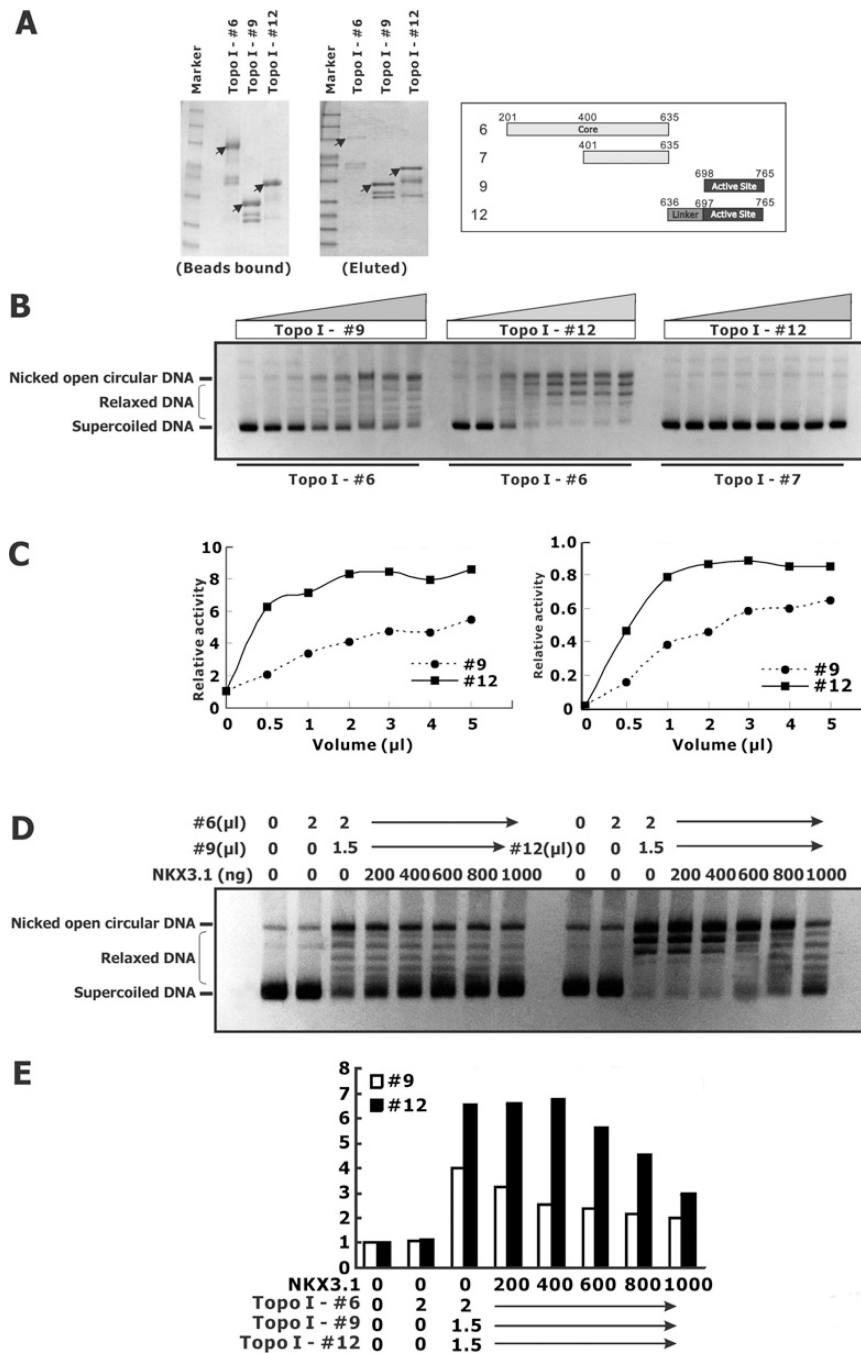 A
Marker
Topo I - #6
Topo I - #9
Topo I - #12
Marker
Topo I - #6
Topo I - #9
Topo I - #12
(Beads bound)
(Eluted)
201 400 635
6 Core
401 635
7
698 765
9 Active Site
636 697 765
12 Linker Active Site
B
Topo I - #9 Topo I - #12 Topo I - #12
Nicked open circular DNA
Relaxed DNA
Supercoiled DNA
Topo I - #6 Topo I - #6 Topo I - #7
C
Relative activity
10
8
6
4
2
0
#9
#12
0 0.5 1 2 3 4 5
Volume (µl)
Relative activity
1.0
0.8
0.6
0.4
0.2
0
#9
#12
0 0.5 1 2 3 4 5
Volume (µl)
D
#6(µl) 0 2 2 0 2 2
#9(µl) 0 0 1.5 #12(µl) 0 0 1.5
NKX3.1 (ng) 0 0 0 200 400 600 800 1000 0 0 0 200 400 600 800 1000
Nicked open circular DNA
Relaxed DNA
Supercoiled DNA
E
8
7
6
5
4
3
2
1
0
#9
#12
NKX3.1 0 0 0 200 400 600 800 1000
Topo I - #6 0 2 2
Topo I - #9 0 0 1.5
Topo I - #12 0 0 1.5